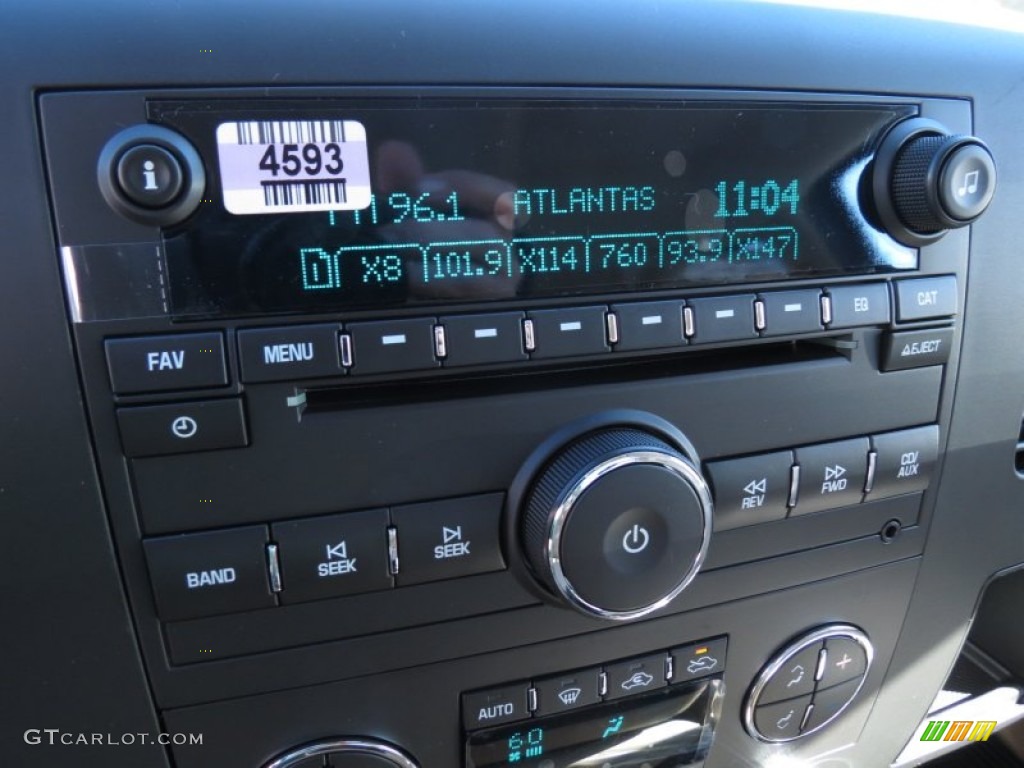 4593
96.1 ATLANTAS 11:04
X8 101.9 X114 760 93.9 X147
FAV MENU EQ CAT
EJECT
BAND SEEK SEEK REV FWD CD/AUX
AUTO
60
GTCARLOT.COM